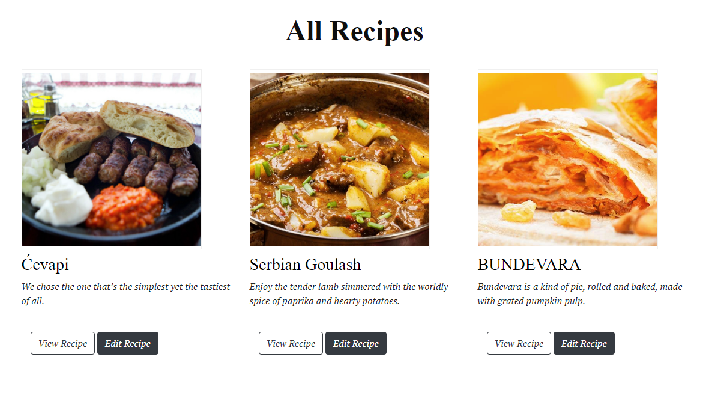 All Recipes
Ćevapi
We chose the one that's the simplest yet the tastiest
of all.
View Recipe Edit Recipe
Serbian Goulash
Enjoy the tender lamb simmered with the worldly
spice of paprika and hearty potatoes.
View Recipe Edit Recipe
BUNDEVARA
Bundevara is a kind of pie, rolled and baked, made
with grated pumpkin pulp.
View Recipe Edit Recipe